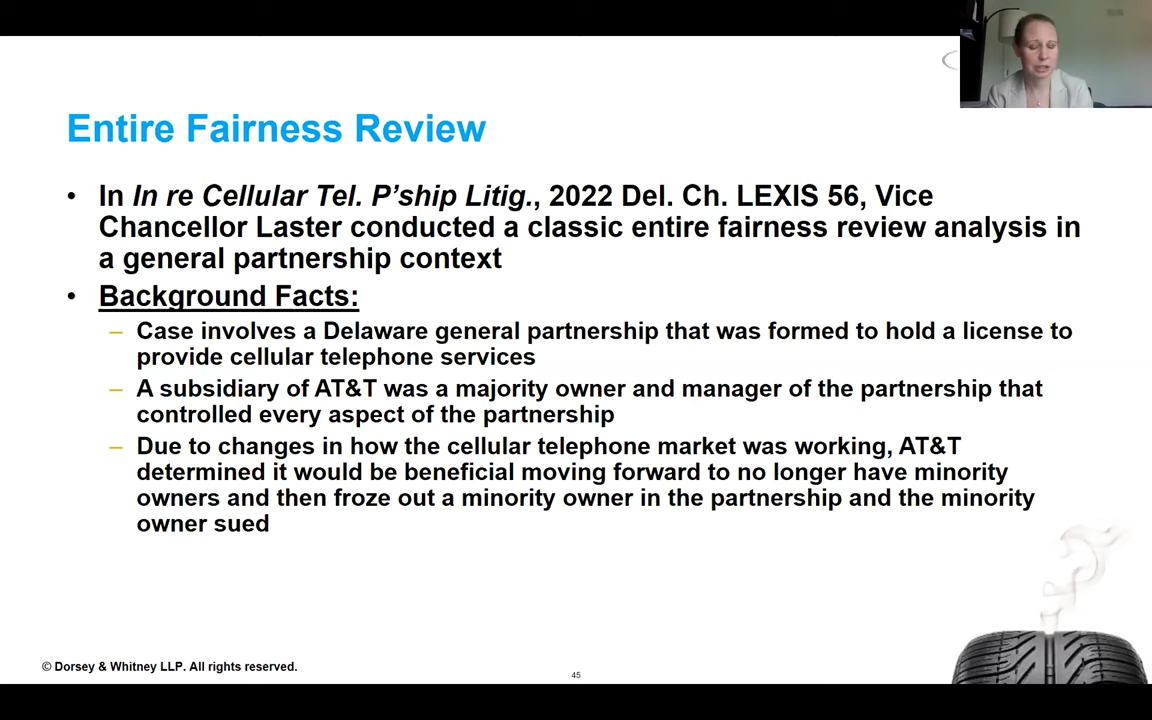 Entire Fairness Review
• In In re Cellular Tel. P'ship Litig., 2022 Del. Ch. LEXIS 56, Vice
Chancellor Laster conducted a classic entire fairness review analysis in
a general partnership context
• Background Facts:
– Case involves a Delaware general partnership that was formed to hold a license to
provide cellular telephone services
– A subsidiary of AT&T was a majority owner and manager of the partnership that
controlled every aspect of the partnership
– Due to changes in how the cellular telephone market was working, AT&T
determined it would be beneficial moving forward to no longer have minority
owners and then froze out a minority owner in the partnership and the minority
owner sued
© Dorsey & Whitney LLP. All rights reserved.
45